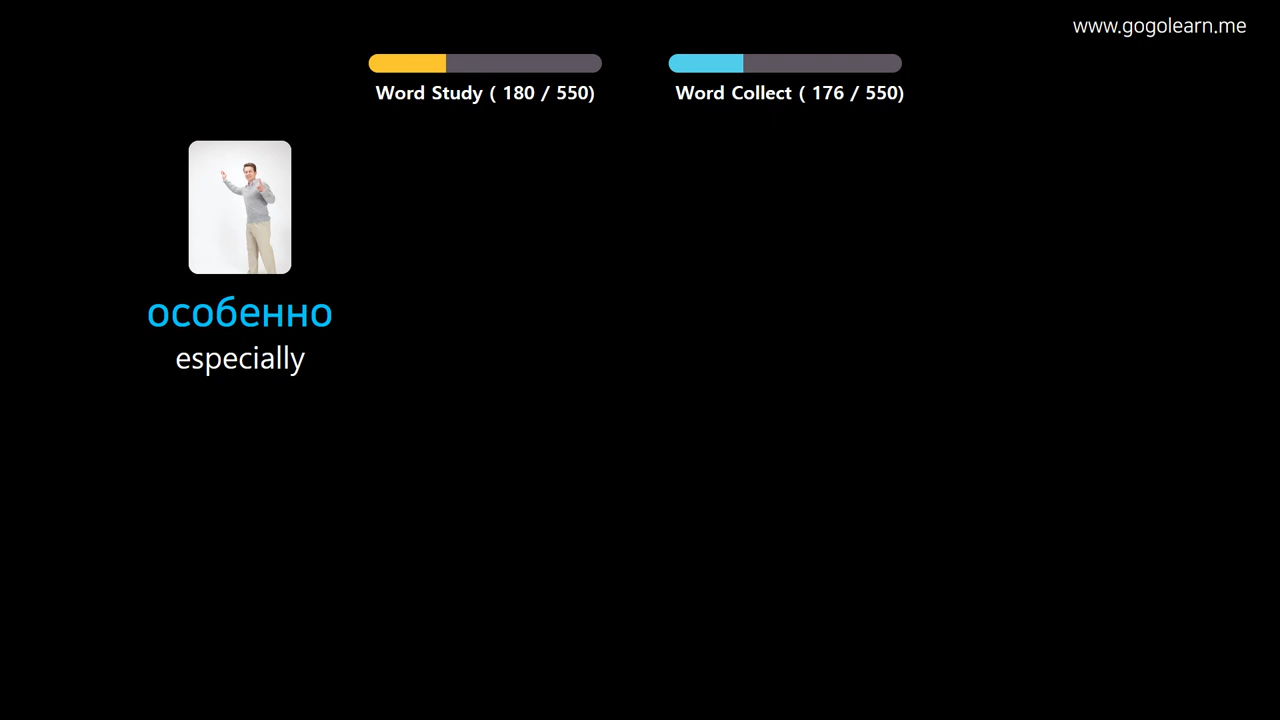 www.gogolearn.me
Word Study ( 180 / 550)
Word Collect ( 176 / 550)
особенно
especially